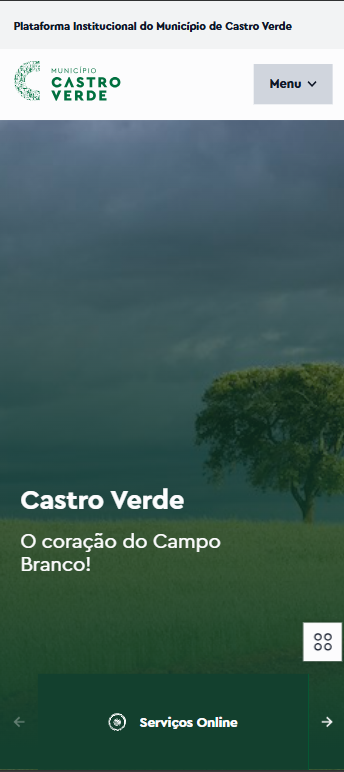 Plataforma Institucional do Município de Castro Verde
MUNICÍPIO
CASTRO
VERDE
Menu
Castro Verde
O coração do Campo
Branco!
Serviços Online